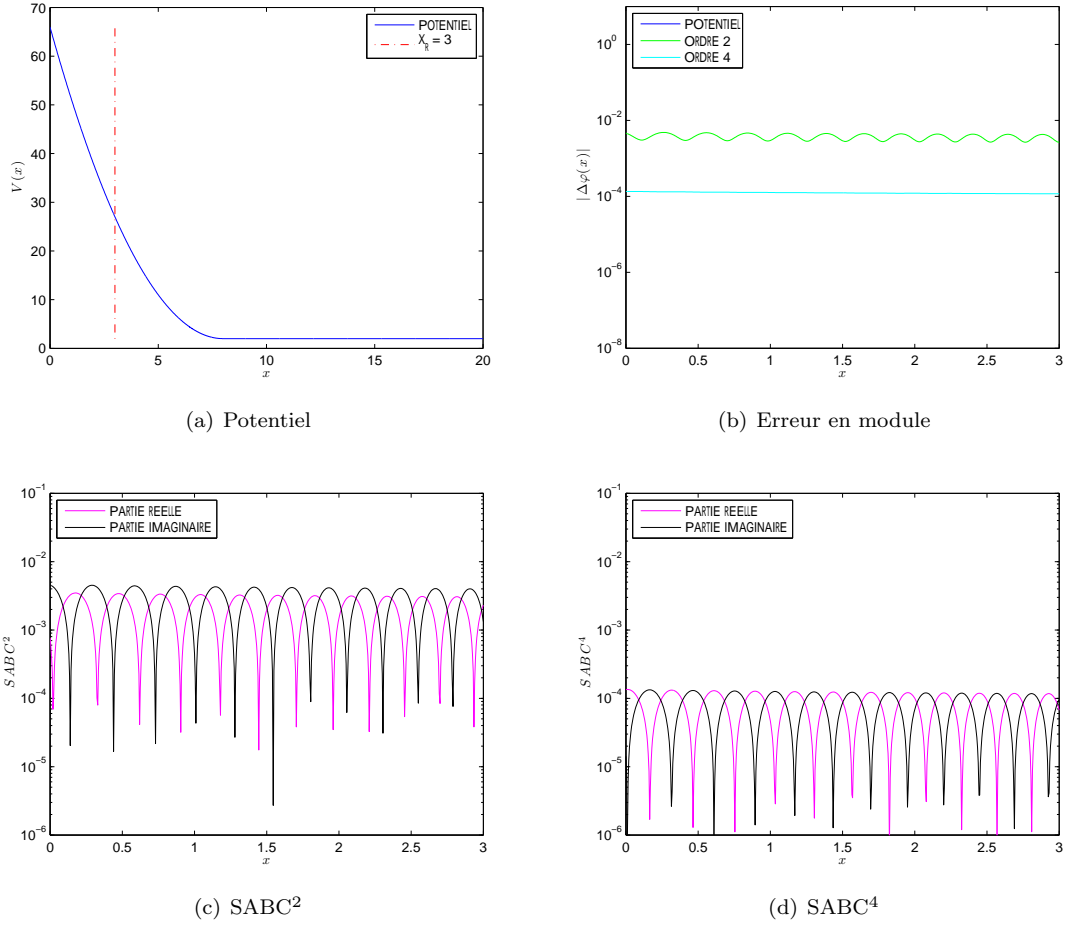 POTENTIEL
X_R = 3
70
60
50
40
30
20
10
0
V(x)
0 5 10 15 20
x
(a) Potentiel
POTENTIEL
ORDRE 2
ORDRE 4
10^0
10^−2
10^−4
10^−6
10^−8
|Δφ(x)|
0 0.5 1 1.5 2 2.5 3
x
(b) Erreur en module
PARTIE REELLE
PARTIE IMAGINAIRE
10^−1
10^−2
10^−3
10^−4
10^−5
10^−6
SABC^2
0 0.5 1 1.5 2 2.5 3
x
(c) SABC^2
PARTIE REELLE
PARTIE IMAGINAIRE
10^−1
10^−2
10^−3
10^−4
10^−5
10^−6
SABC^4
0 0.5 1 1.5 2 2.5 3
x
(d) SABC^4